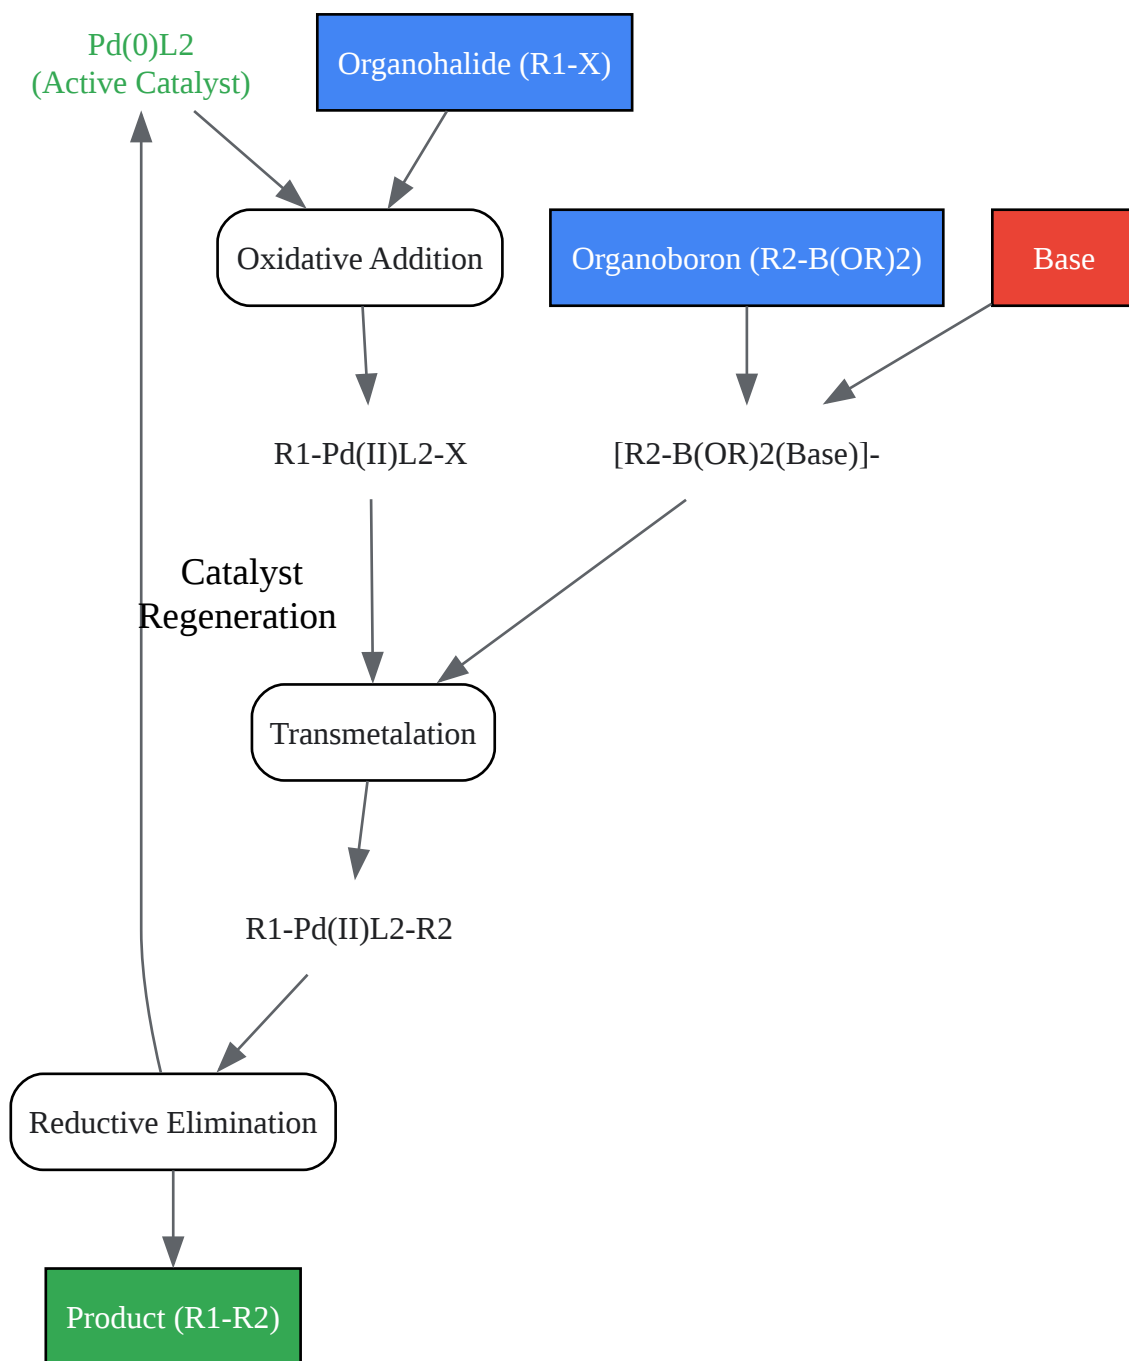 Pd(0)L2
(Active Catalyst)
Organohalide (R1-X)
Oxidative Addition
Organoboron (R2-B(OR)2)
Base
R1-Pd(II)L2-X
[R2-B(OR)2(Base)]-
Catalyst
Regeneration
Transmetalation
R1-Pd(II)L2-R2
Reductive Elimination
Product (R1-R2)